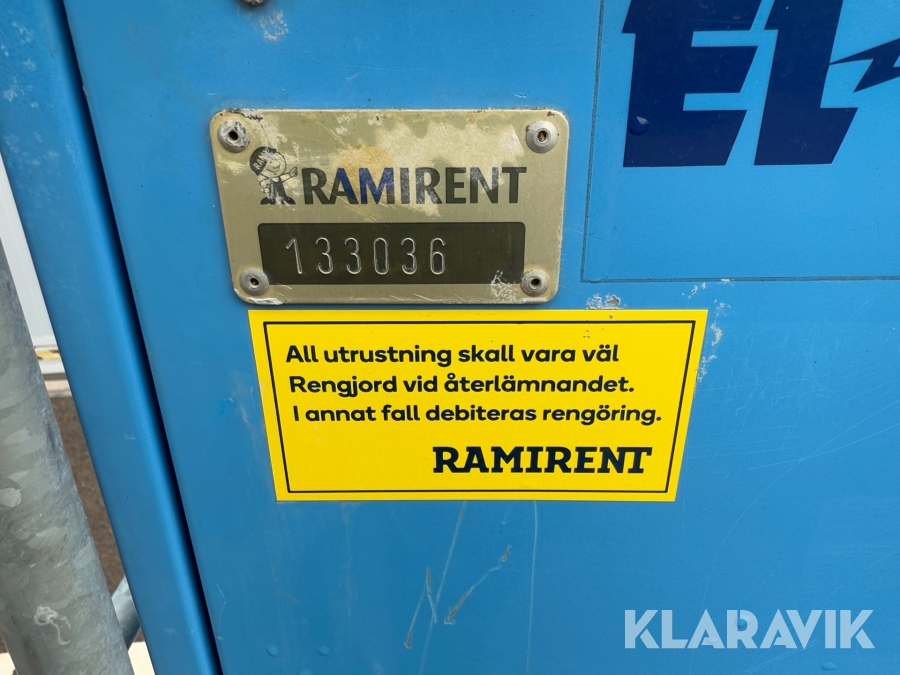 EL
RAMIRENT
133036
All utrustning skall vara väl
Rengjord vid återlämnandet.
I annat fall debiteras rengöring.
RAMIRENT
KLARAVIK